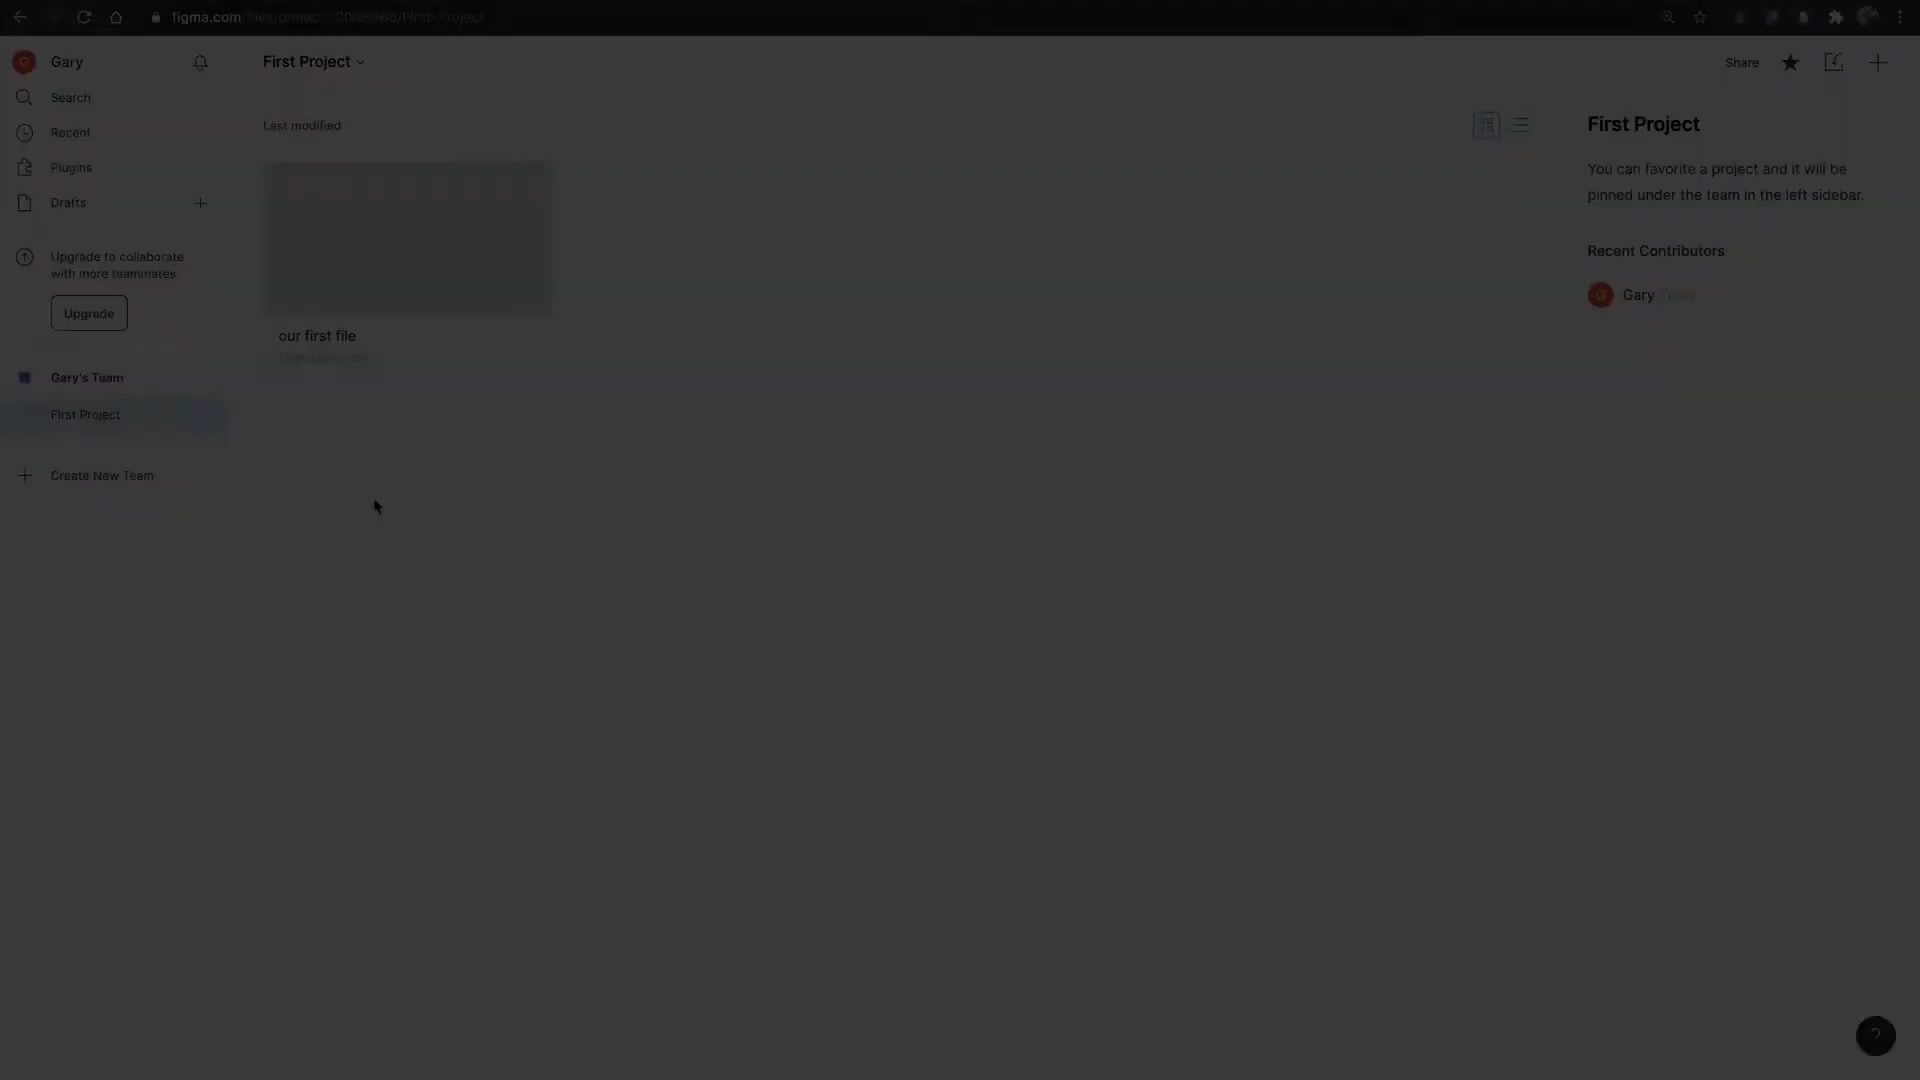 figma.com
Gary
First Project
Share
Search
Recent
Plugins
Drafts
Last modified
First Project
You can favorite a project and it will be
pinned under the team in the left sidebar.
Recent Contributors
Gary
Upgrade to collaborate
with more teammates
Upgrade
our first file
Gary's Team
First Project
Create New Team
?